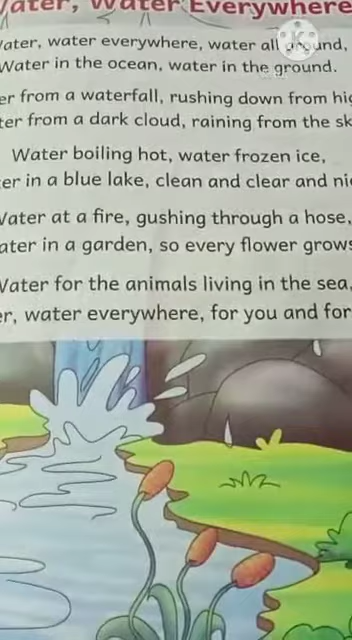 Water, Water Everywhere
Water, water everywhere, water all around,
Water in the ocean, water in the ground.
er from a waterfall, rushing down from hig
ter from a dark cloud, raining from the sk
Water boiling hot, water frozen ice,
er in a blue lake, clean and clear and nic
Water at a fire, gushing through a hose,
ater in a garden, so every flower grows
Water for the animals living in the sea,
er, water everywhere, for you and for
K